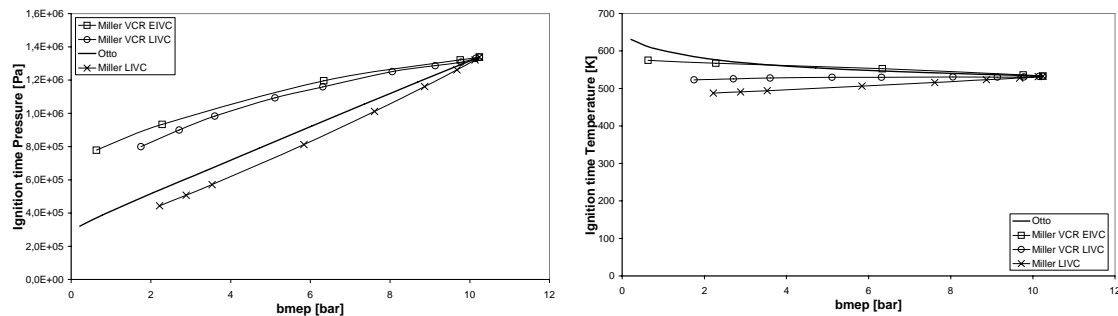 1,6E+06
1,4E+06
1,2E+06
1,0E+06
8,0E+05
6,0E+05
4,0E+05
2,0E+05
0,0E+00
Ignition time Pressure [Pa]
Miller VCR EIVC
Miller VCR LIVC
Otto
Miller LIVC
0 2 4 6 8 10 12
bmep [bar]
700
600
500
400
300
200
100
0
Ignition time Temperature [K]
Otto
Miller VCR EIVC
Miller VCR LIVC
Miller LIVC
0 2 4 6 8 10 12
bmep [bar]